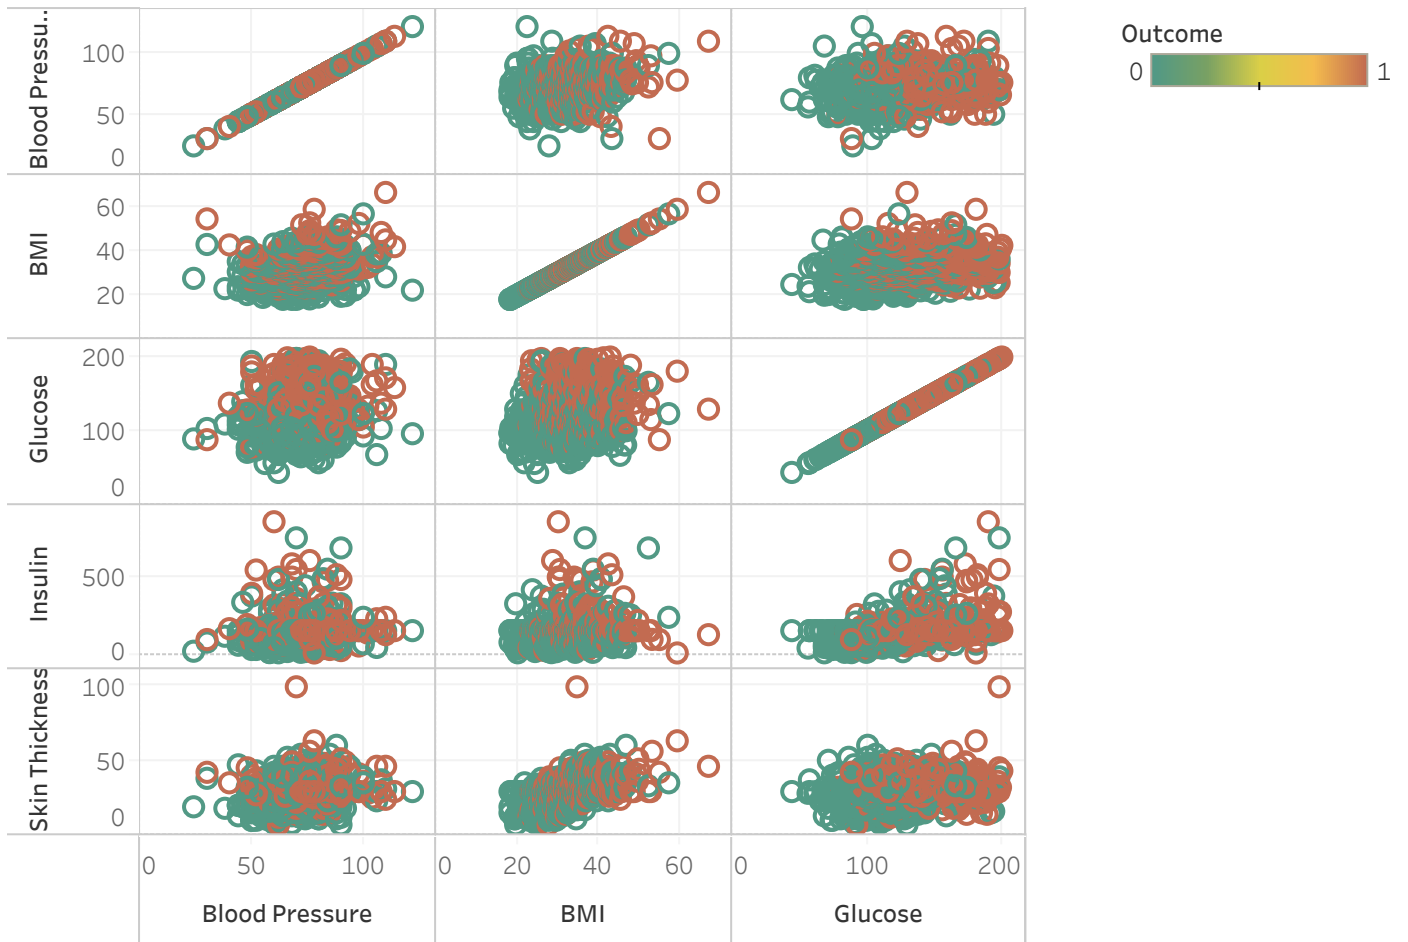 Outcome
0 1
Blood Pressu..
100
50
0
BMI
60
40
20
Glucose
200
100
0
Insulin
500
0
Skin Thickness
100
50
0
0 50 100 0 20 40 60 0 100 200
Blood Pressure BMI Glucose